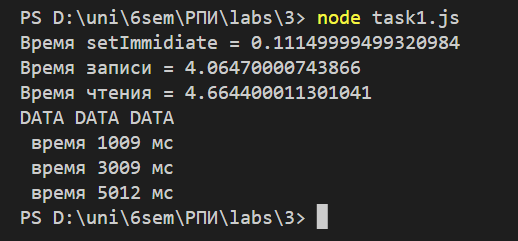 PS D:\uni\6sem\РПИ\labs\3> node task1.js
Время setImmidiate = 0.11149999499320984
Время записи = 4.06470000743866
Время чтения = 4.664400011301041
DATA DATA DATA
время 1009 мс
время 3009 мс
время 5012 мс
PS D:\uni\6sem\РПИ\labs\3>